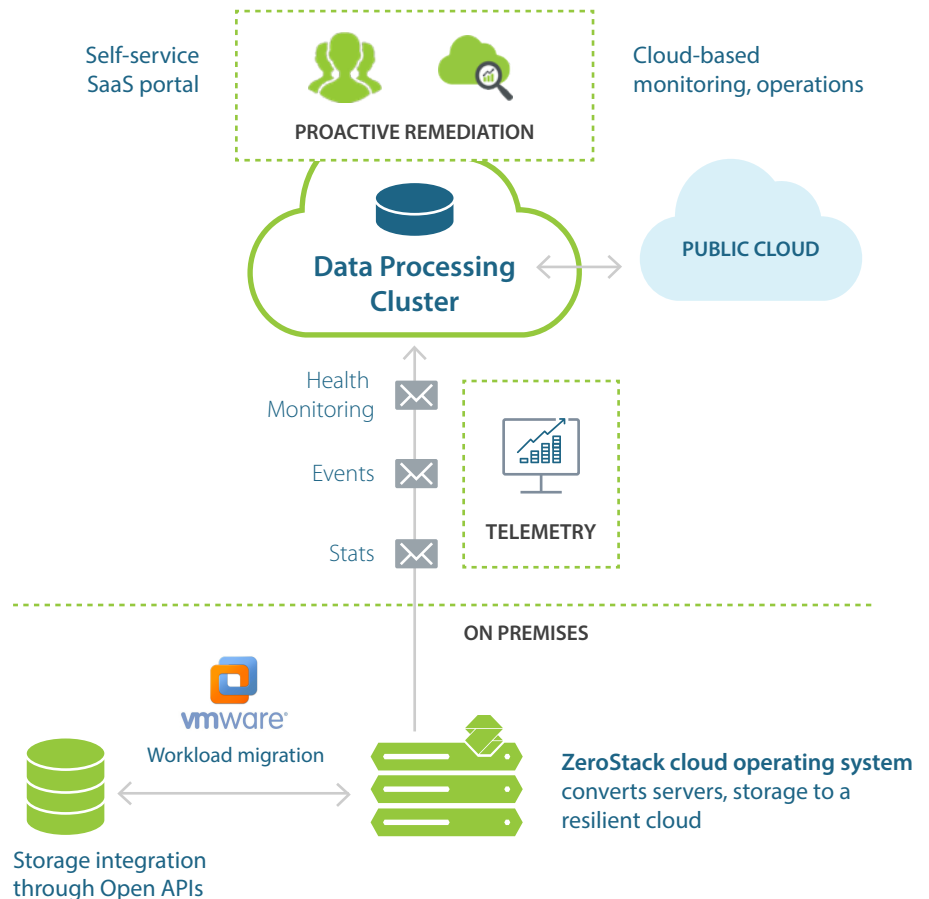 Self-service
SaaS portal
PROACTIVE REMEDIATION
Cloud-based
monitoring, operations
Data Processing
Cluster
PUBLIC CLOUD
Health
Monitoring
Events
Stats
TELEMETRY
ON PREMISES
vmware®
Workload migration
ZeroStack cloud operating system
converts servers, storage to a
resilient cloud
Storage integration
through Open APIs